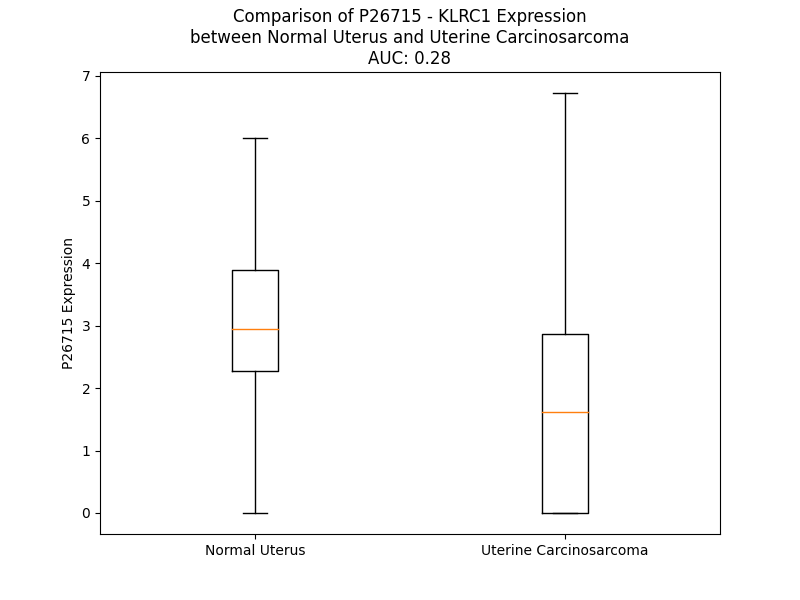 Comparison of P26715 - KLRC1 Expression
between Normal Uterus and Uterine Carcinosarcoma
AUC: 0.28
P26715 Expression
7
6
5
4
3
2
1
0
Normal Uterus
Uterine Carcinosarcoma